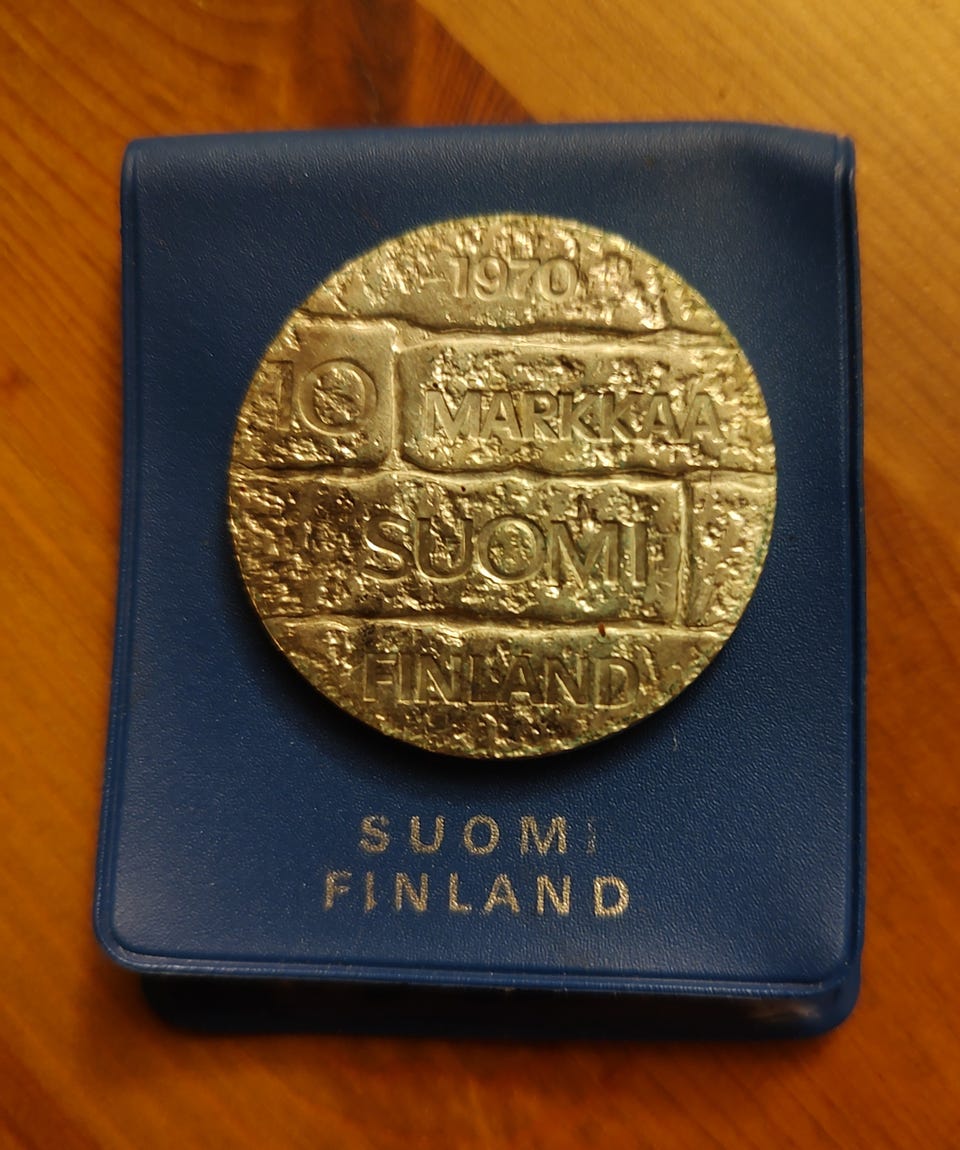 1970
10 MARKKAA
SUOMI
FINLAND
SUOMI
FINLAND